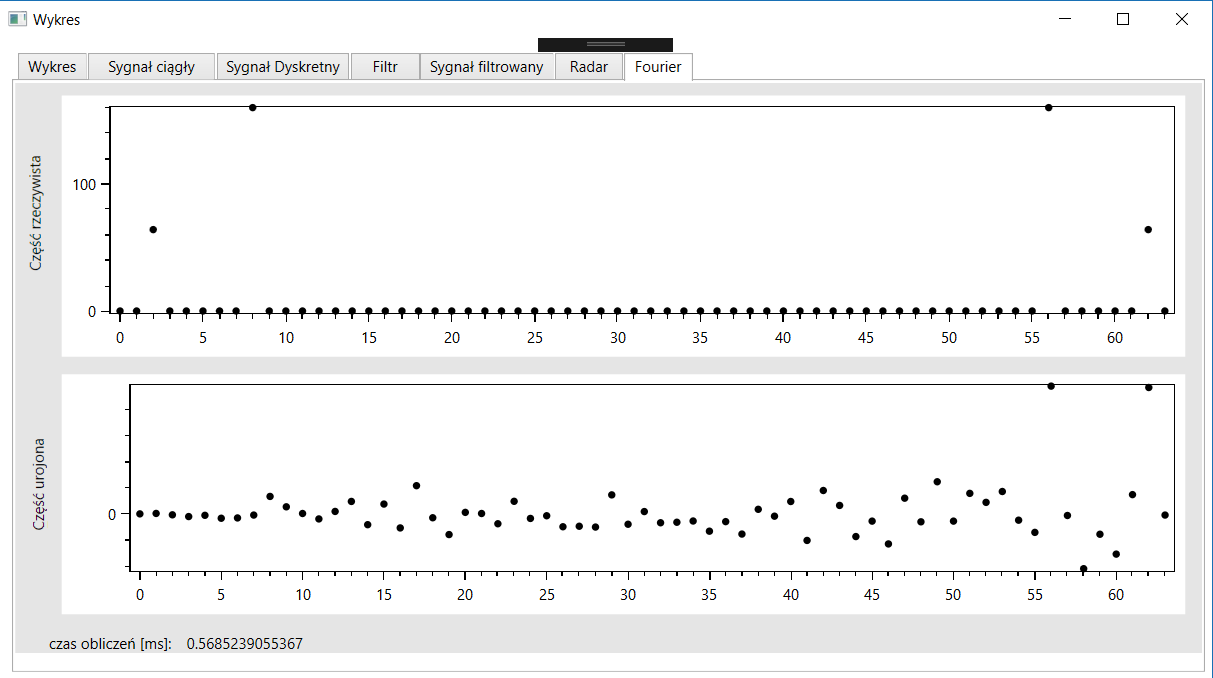 Wykres
Wykres Sygnał ciągły Sygnał Dyskretny Filtr Sygnał filtrowany Radar Fourier
Część rzeczywista
100
0
0 5 10 15 20 25 30 35 40 45 50 55 60
Część urojona
0
0 5 10 15 20 25 30 35 40 45 50 55 60
czas obliczeń [ms]: 0.5685239055367